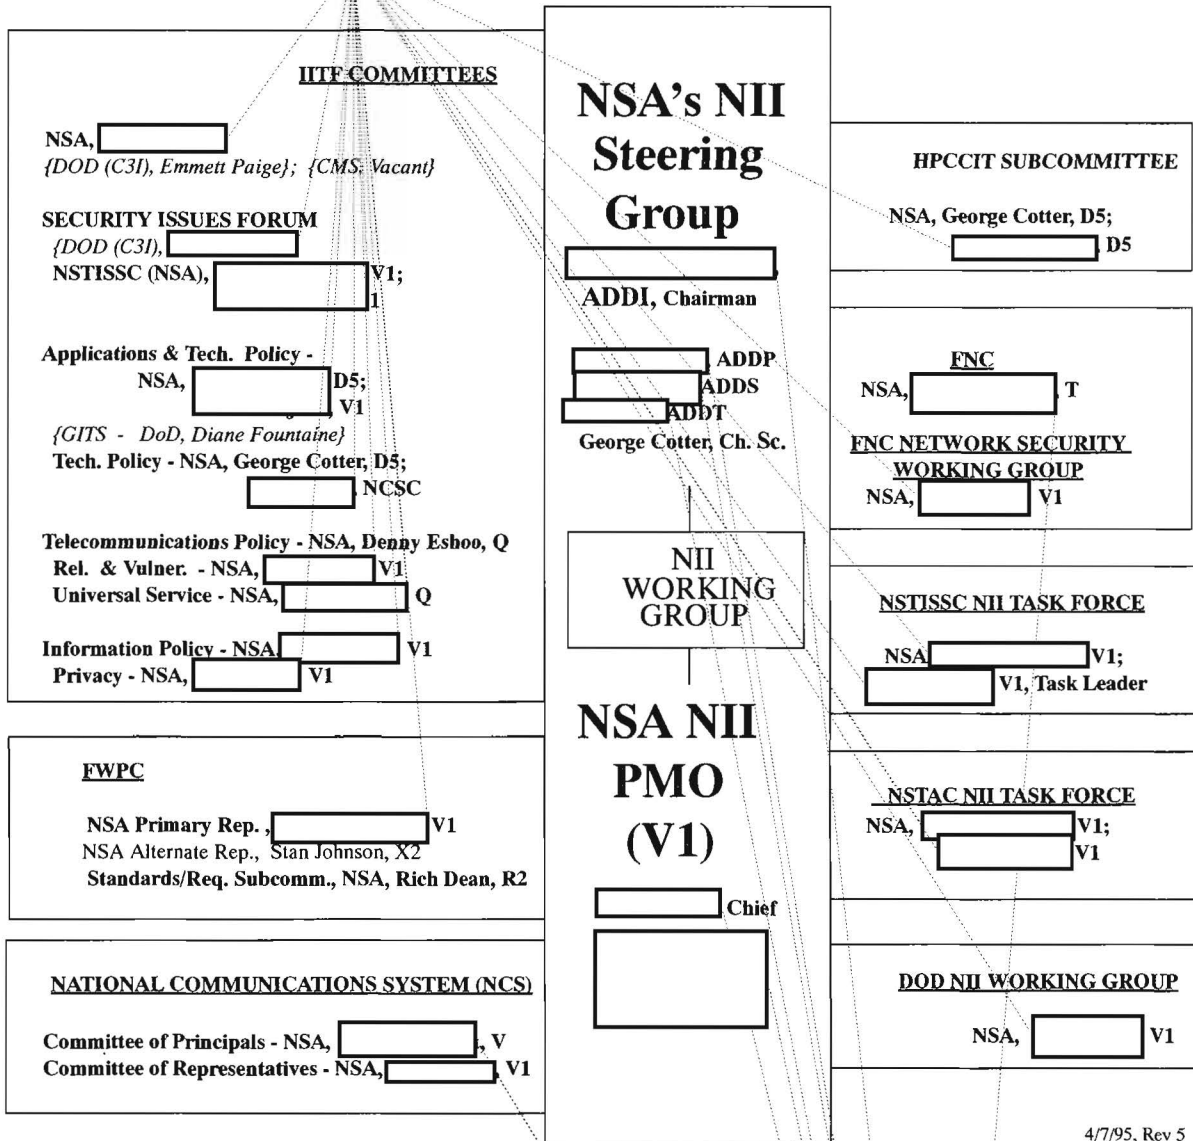 IITF COMMITTEES
NSA,
{DOD (C3I), Emmett Paige}; {CMS, Vacant}
SECURITY ISSUES FORUM
{DOD (C3I),
NSTISSC (NSA), V1;
1
Applications & Tech. Policy -
NSA, D5;
, V1
{GITS - DoD, Diane Fountaine}
Tech. Policy - NSA, George Cotter, D5;
, NCSC
Telecommunications Policy - NSA, Denny Eshoo, Q
Rel. & Vulner. - NSA, V1
Universal Service - NSA, Q
Information Policy - NSA, V1
Privacy - NSA, V1
FWPC
NSA Primary Rep. , V1
NSA Alternate Rep., Stan Johnson, X2
Standards/Req. Subcomm., NSA, Rich Dean, R2
NATIONAL COMMUNICATIONS SYSTEM (NCS)
Committee of Principals - NSA, , V
Committee of Representatives - NSA, , V1
NSA's NII
Steering
Group
ADDI, Chairman
, ADDP
ADDS
ADDT
George Cotter, Ch. Sc.
NII
WORKING
GROUP
NSA NII
PMO
(V1)
Chief
HPCCIT SUBCOMMITTEE
NSA, George Cotter, D5;
, D5
FNC
NSA, , T
FNC NETWORK SECURITY
WORKING GROUP
NSA, V1
NSTISSC NII TASK FORCE
NSA V1;
V1, Task Leader
NSTAC NII TASK FORCE
NSA, V1;
V1
DOD NII WORKING GROUP
NSA, V1
4/7/95, Rev 5